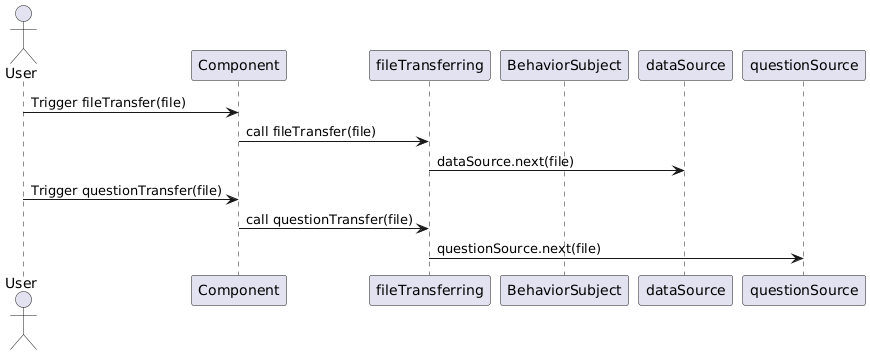 User
Component
fileTransferring
BehaviorSubject
dataSource
questionSource
Trigger fileTransfer(file)
call fileTransfer(file)
dataSource.next(file)
Trigger questionTransfer(file)
call questionTransfer(file)
questionSource.next(file)
User
Component
fileTransferring
BehaviorSubject
dataSource
questionSource